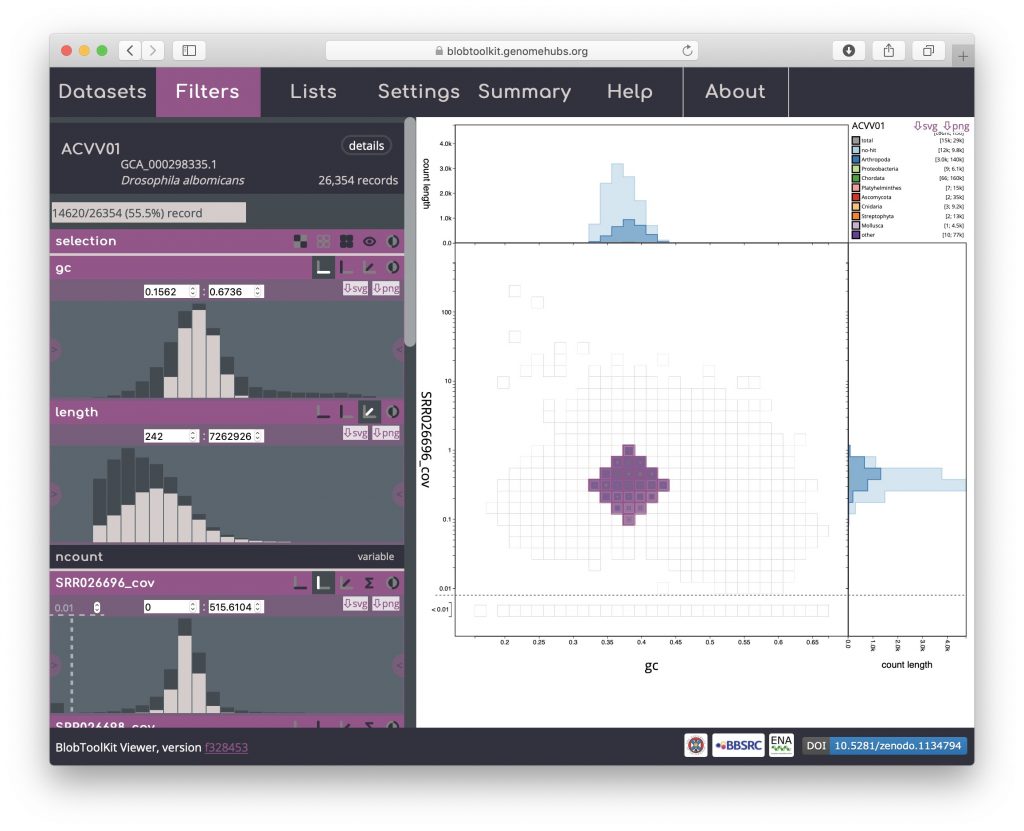 blobtoolkit.genomehubs.org
Datasets Filters Lists Settings Summary Help About
ACVV01
details
GCA_000298335.1
Drosophila albomicans 26,354 records
14620/26354 (55.5%) record
selection
gc
0.1562 : 0.6736 svg png
length
242 : 7262926 svg png
ncount variable
SRR026696_cov
0.01 0 : 515.6104 svg png
SRR026698_cov
count length
4.0k
3.0k
2.0k
1.0k
0.0
ACVV01 svg png
total [15k; 29k]
no-hit [12k; 9.8k]
Arthropoda [3.0k; 140k]
Proteobacteria [9; 6.1k]
Chordata [66; 160k]
Platyhelminthes [7; 15k]
Ascomycota [2; 35k]
Cnidaria [3; 9.2k]
Streptophyta [2; 13k]
Mollusca [1; 4.5k]
other [10; 77k]
SRR026696_cov
100
10
1
0.1
0.01
< 0.01
0.2 0.25 0.3 0.35 0.4 0.45 0.5 0.55 0.6 0.65
gc
0.0 1.0k 2.0k 3.0k 4.0k
count length
BlobToolKit Viewer, version f328453
BBSRC
ENA
DOI 10.5281/zenodo.1134794